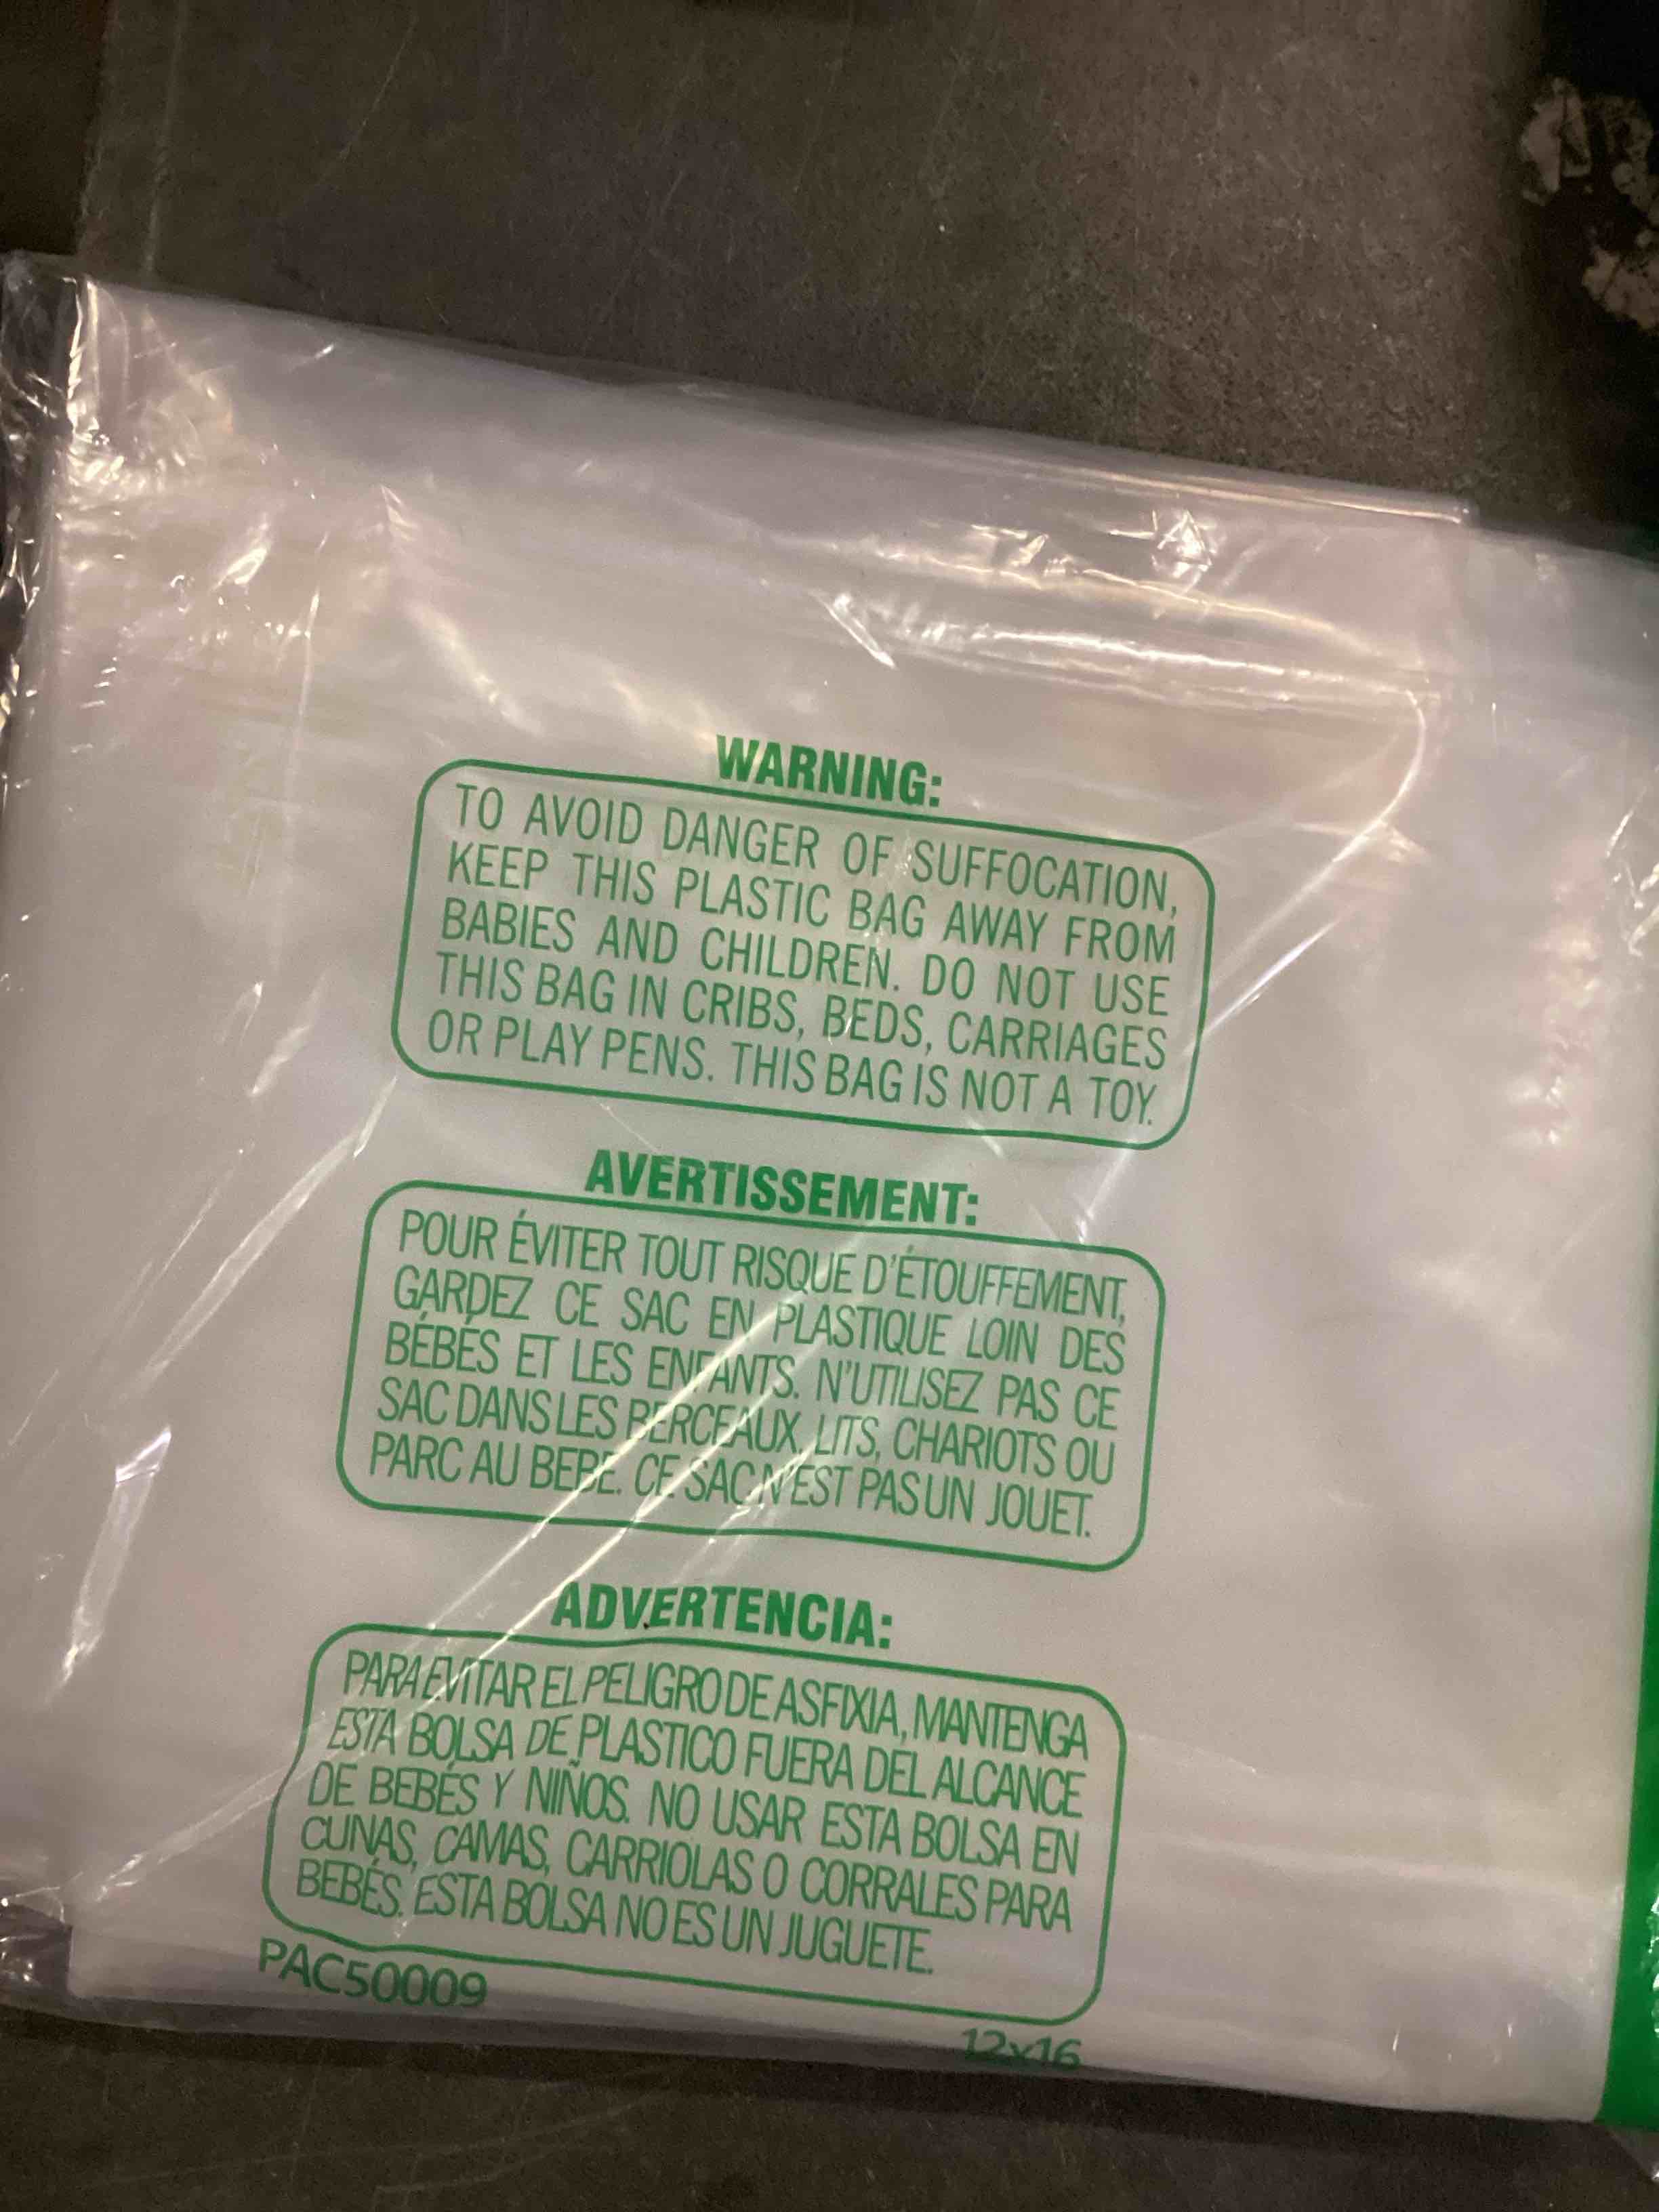 WARNING:
TO AVOID DANGER OF SUFFOCATION,
KEEP THIS PLASTIC BAG AWAY FROM
BABIES AND CHILDREN. DO NOT USE
THIS BAG IN CRIBS, BEDS, CARRIAGES
OR PLAY PENS. THIS BAG IS NOT A TOY.
AVERTISSEMENT:
POUR ÉVITER TOUT RISQUE D'ÉTOUFFEMENT,
GARDEZ CE SAC EN PLASTIQUE LOIN DES
BÉBÉS ET LES ENFANTS. N'UTILISEZ PAS CE
SAC DANS LES BERCEAUX, LITS, CHARIOTS OU
PARC AU BEBE. CE SAC N'EST PAS UN JOUET.
ADVERTENCIA:
PARA EVITAR EL PELIGRO DE ASFIXIA, MANTENGA
ESTA BOLSA DE PLASTICO FUERA DEL ALCANCE
DE BEBÉS Y NIÑOS. NO USAR ESTA BOLSA EN
CUNAS, CAMAS, CARRIOLAS O CORRALES PARA
BEBÉS. ESTA BOLSA NO ES UN JUGUETE.
PAC50009
12x16